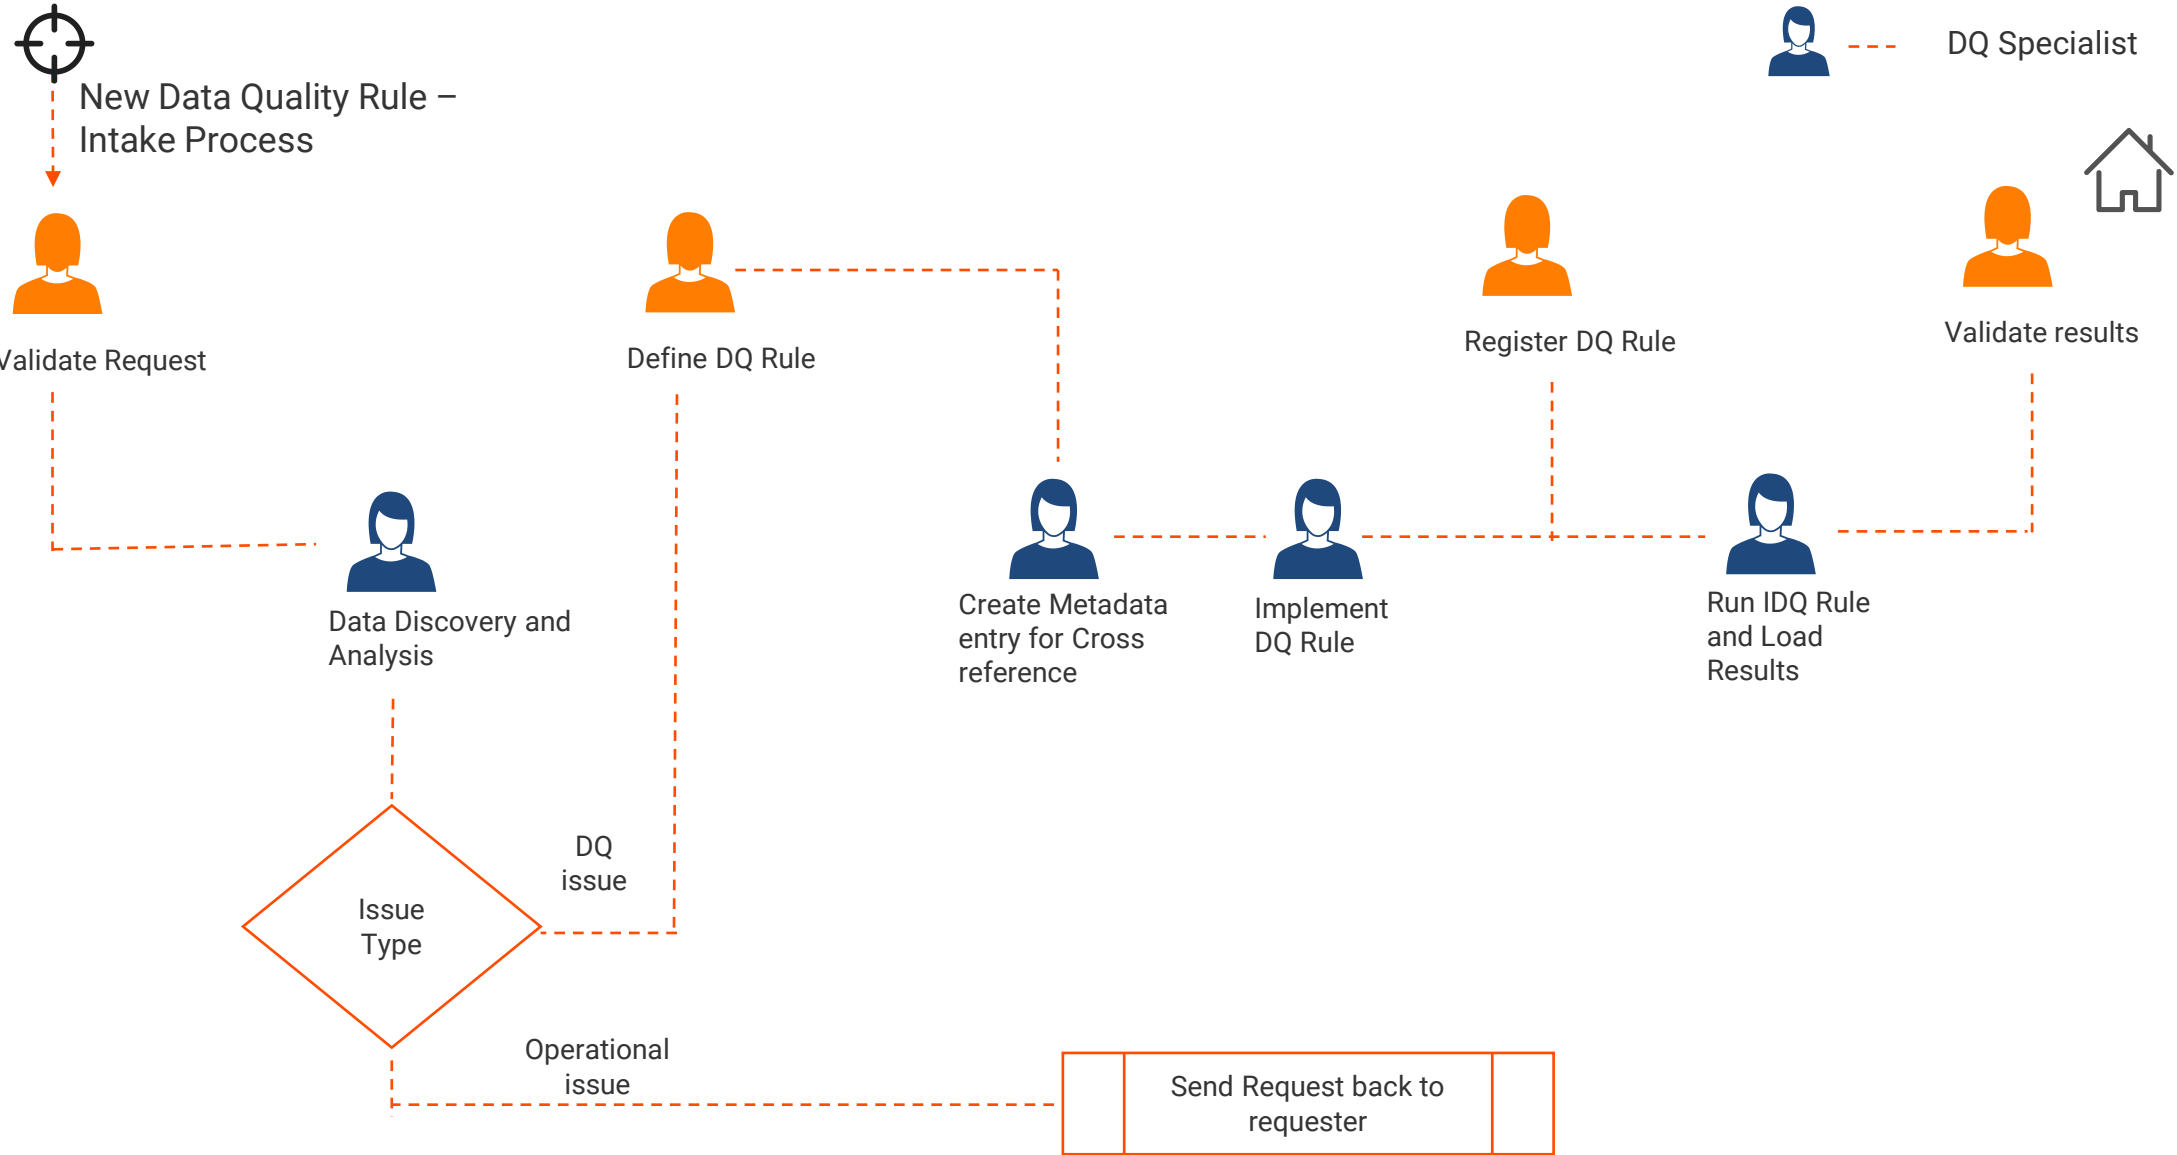 New Data Quality Rule –
Intake Process
DQ Specialist
Validate Request
Define DQ Rule
Register DQ Rule
Validate results
Data Discovery and
Analysis
Create Metadata
entry for Cross
reference
Implement
DQ Rule
Run IDQ Rule
and Load
Results
DQ
issue
Issue
Type
Operational
issue
Send Request back to
requester